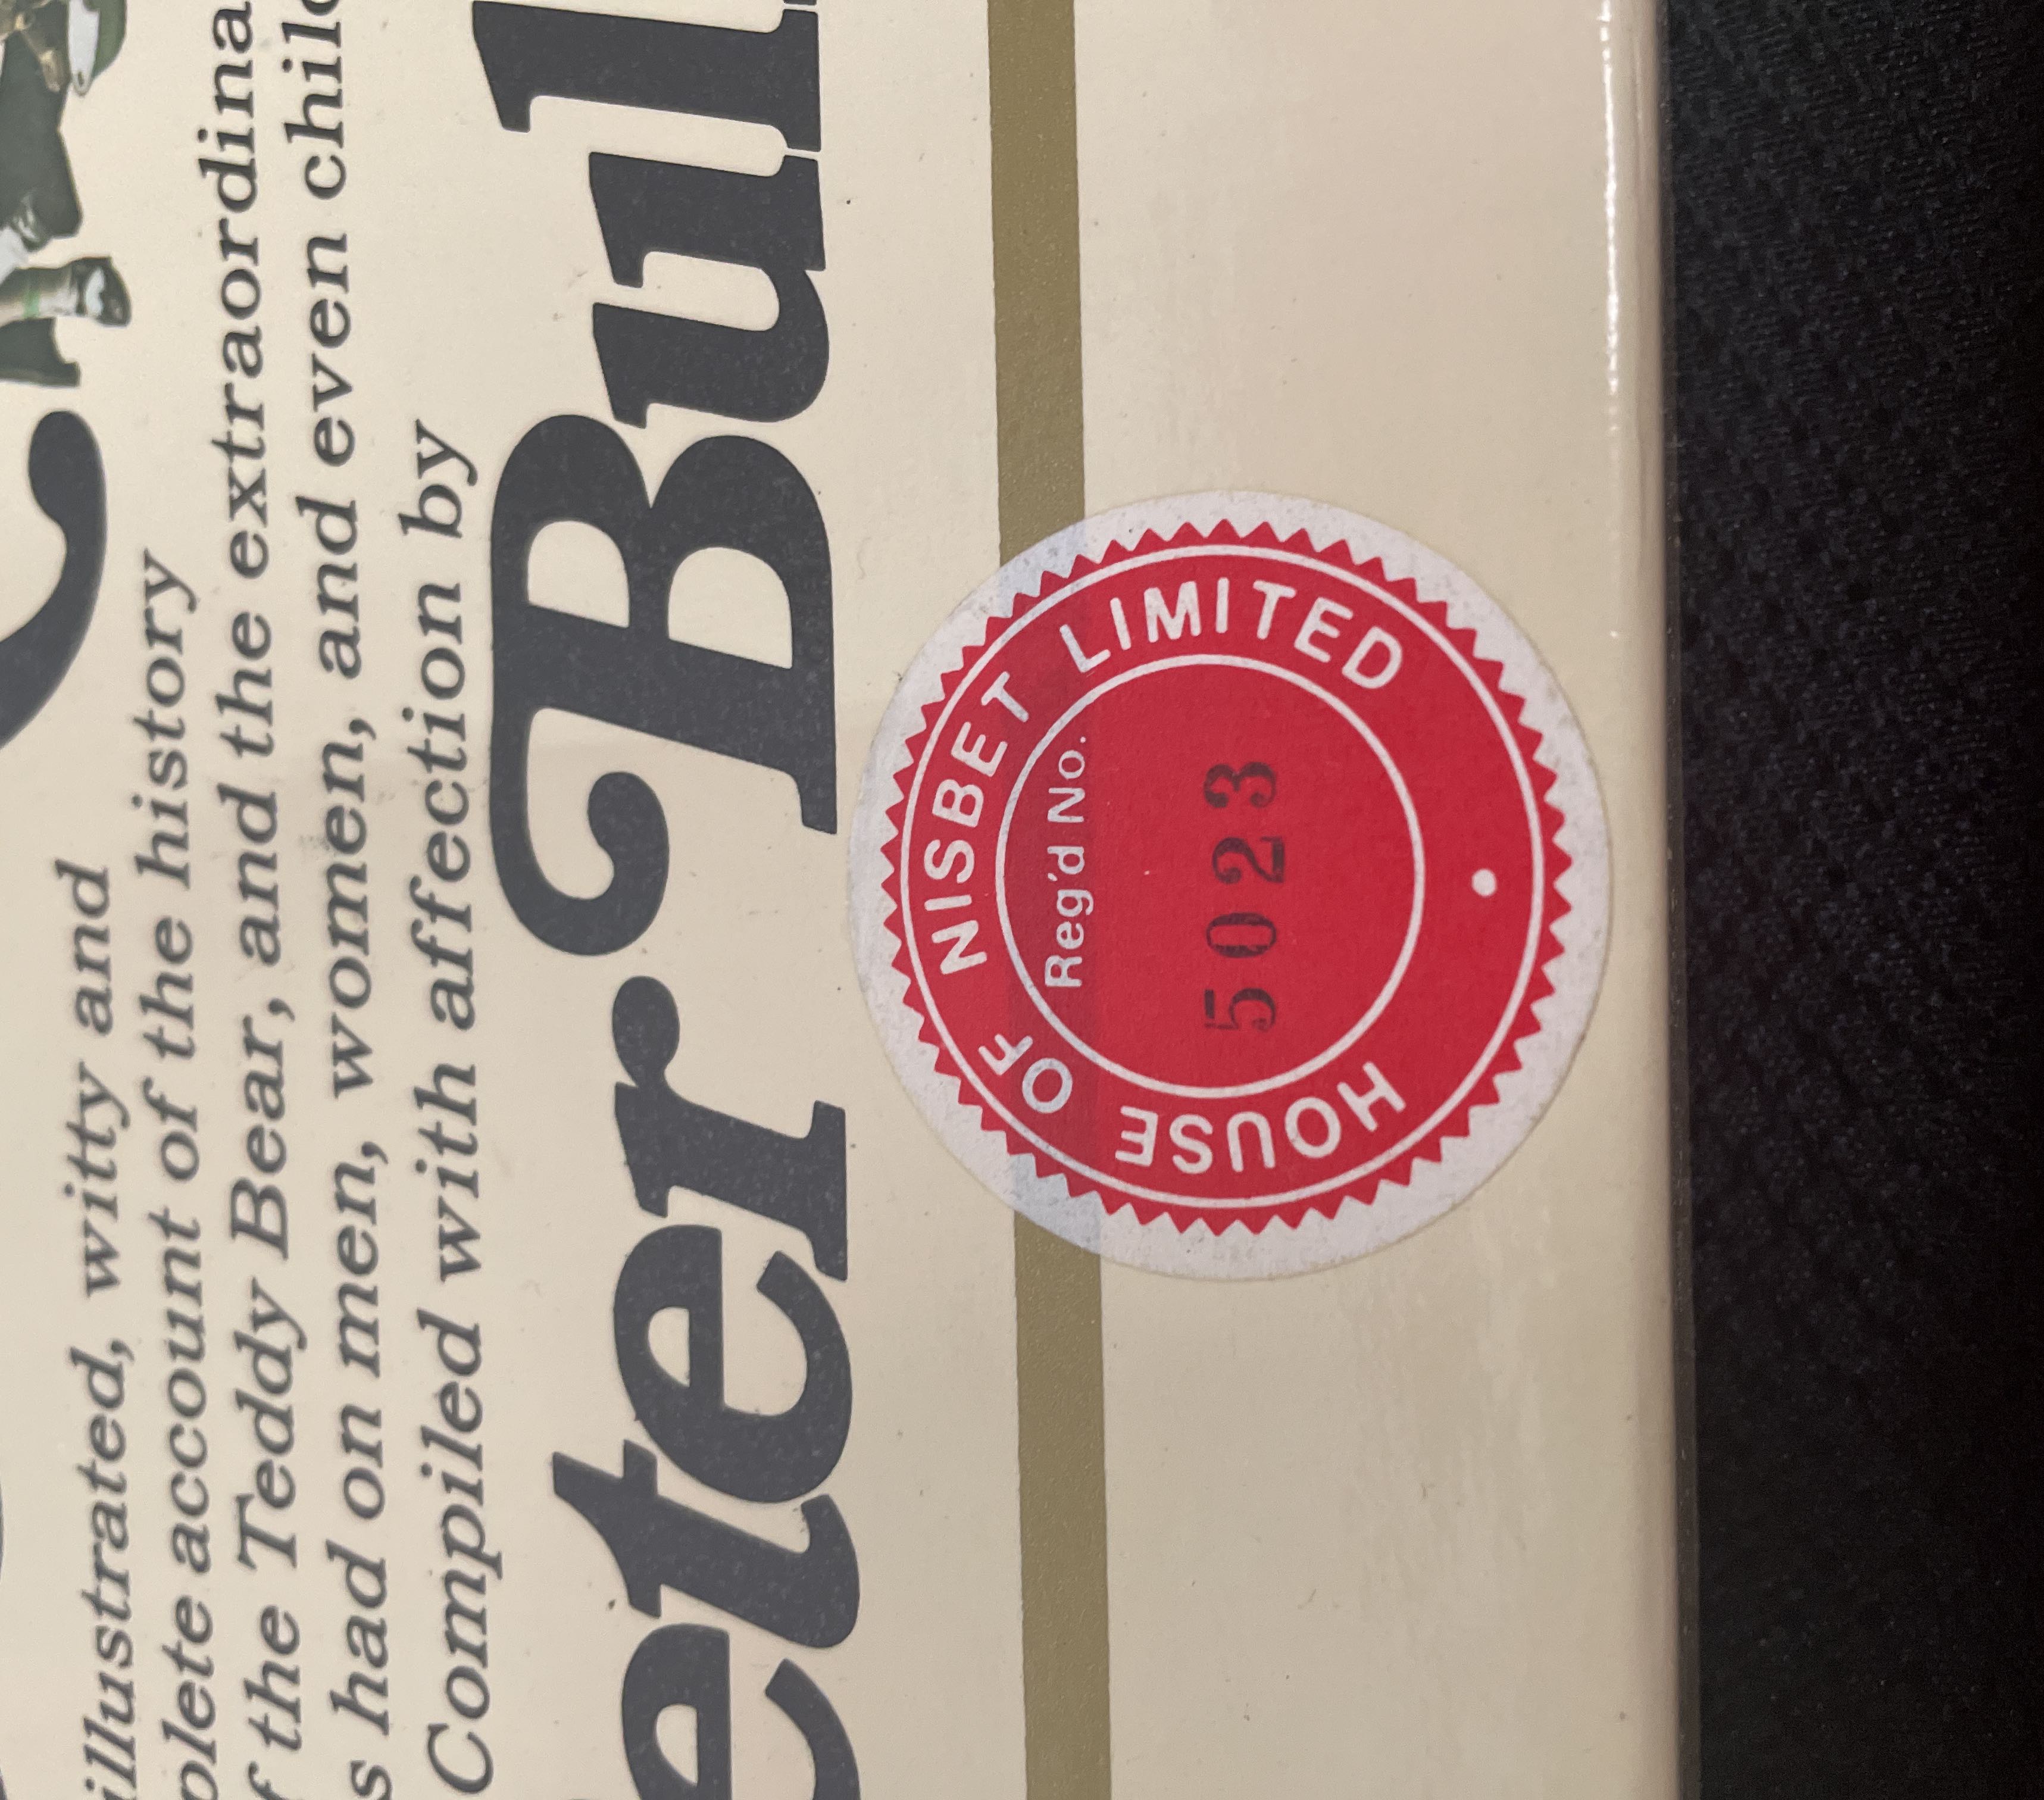 illustrated, witty and
plete account of the history
f the Teddy Bear, and the extraordina
s had on men, women, and even chil
Compiled with affection by
eter Bul
HOUSE OF NISBET LIMITED
Reg'd No.
5023